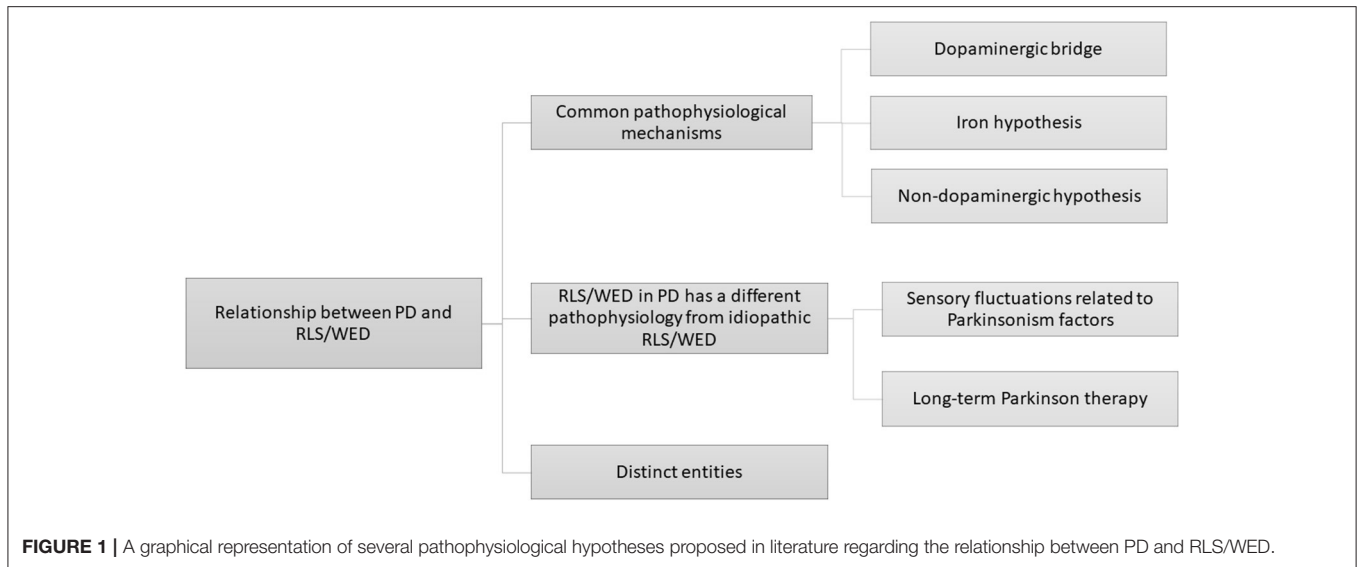 Dopaminergic bridge
Common pathophysiological
mechanisms
Iron hypothesis
Non-dopaminergic hypothesis
Relationship between PD and
RLS/WED
RLS/WED in PD has a different
pathophysiology from idiopathic
RLS/WED
Sensory fluctuations related to
Parkinsonism factors
Long-term Parkinson therapy
Distinct entities
FIGURE 1 | A graphical representation of several pathophysiological hypotheses proposed in literature regarding the relationship between PD and RLS/WED.